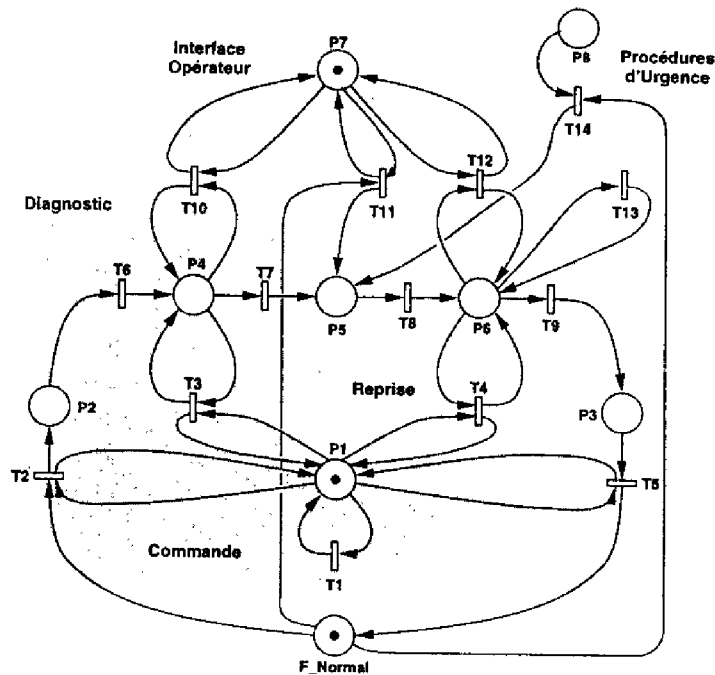 P7
Interface
Opérateur
P8
Procédures
d'Urgence
T14
T12
T10
T11
T13
Diagnostic
T6
P4
T7
P5
T8
P6
T9
T3
Reprise
T4
P2
P3
P1
T2
T5
Commande
T1
F_Normal